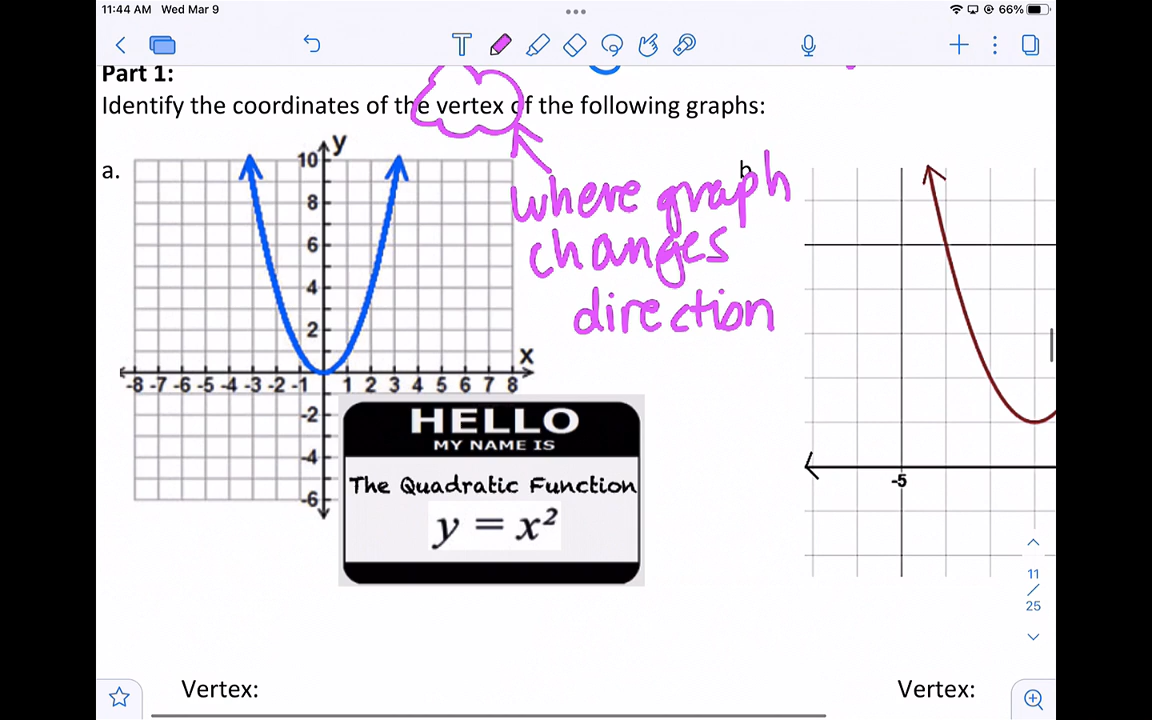 11:44 AM Wed Mar 9
66%
T
Part 1:
Identify the coordinates of the vertex of the following graphs:
a.
b
where graph
changes
direction
y
10
8
6
4
2
x
-8 -7 -6 -5 -4 -3 -2 -1 1 2 3 4 5 6 7 8
-2
-4
-6
HELLO
MY NAME IS
The Quadratic Function
y = x²
-5
11
/
25
Vertex:
Vertex: